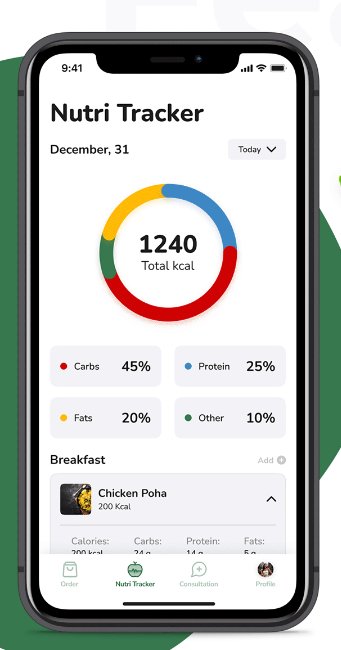 9:41
Nutri Tracker
December, 31
Today
1240
Total kcal
Carbs 45%
Protein 25%
Fats 20%
Other 10%
Breakfast
Add
Chicken Poha
200 Kcal
Calories: Carbs: Protein: Fats:
200 kcal 24 g 14 g 5 g
Order
Nutri Tracker
Consultation
Profile